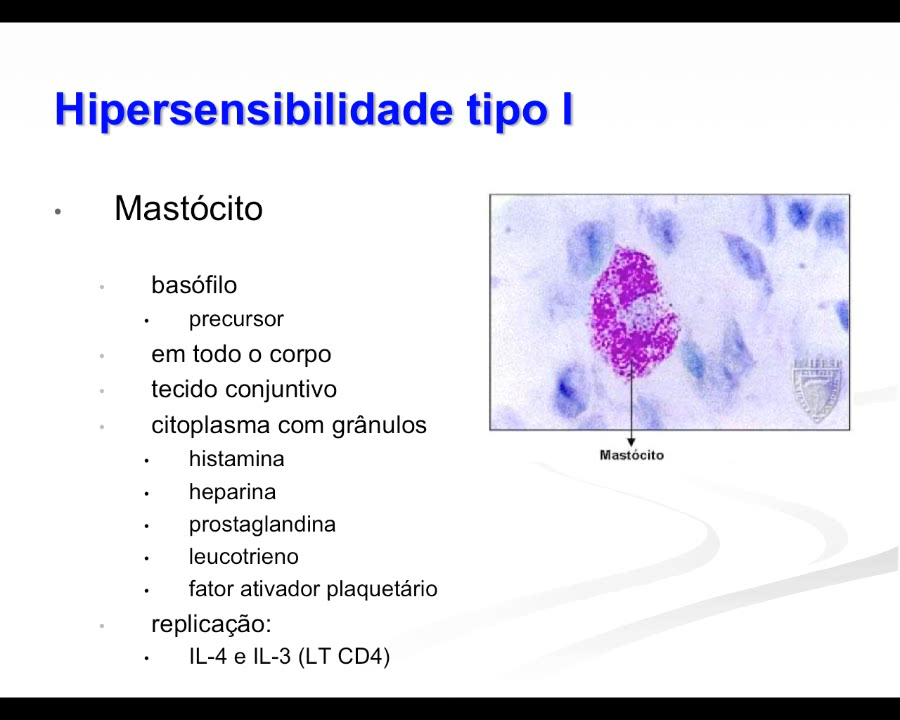 Hipersensibilidade tipo I
• Mastócito
• basófilo
• precursor
• em todo o corpo
• tecido conjuntivo
• citoplasma com grânulos
• histamina
• heparina
• prostaglandina
• leucotrieno
• fator ativador plaquetário
• replicação:
• IL-4 e IL-3 (LT CD4)
Mastócito